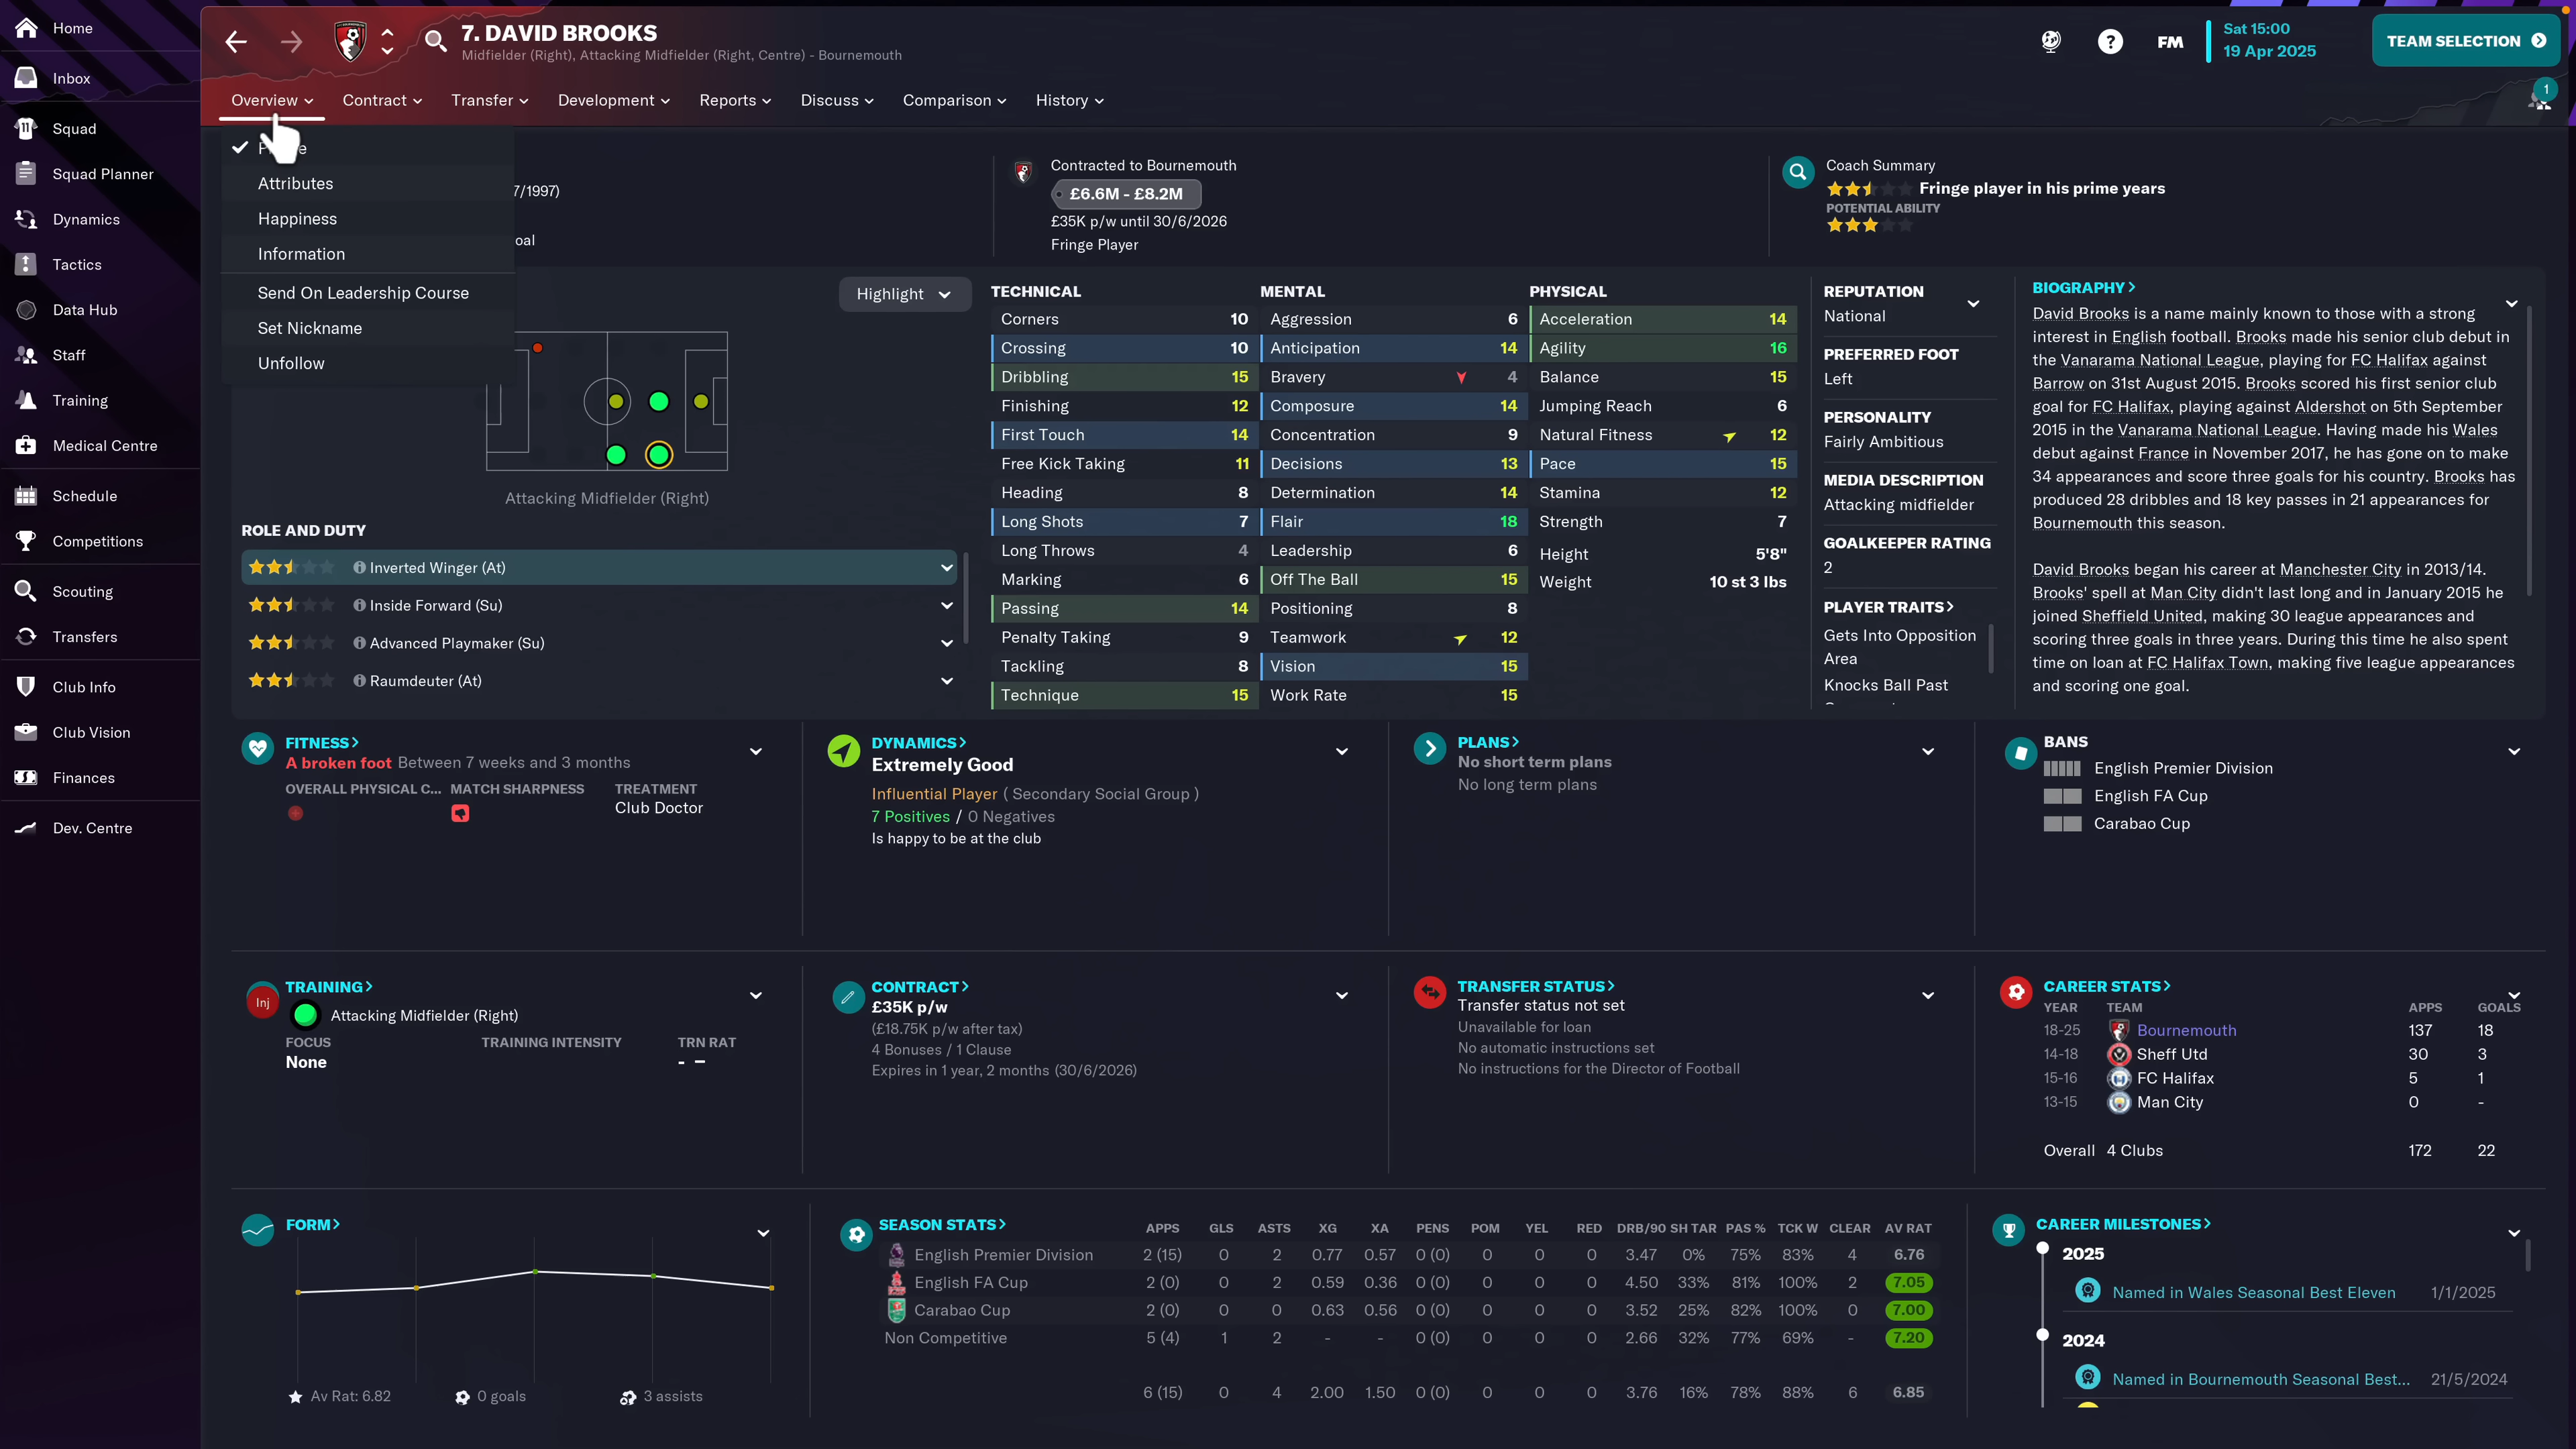 Home
Inbox
Squad
Squad Planner
Dynamics
Tactics
Data Hub
Staff
Training
Medical Centre
Schedule
Competitions
Scouting
Transfers
Club Info
Club Vision
Finances
Dev. Centre
7. DAVID BROOKS
Midfielder (Right), Attacking Midfielder (Right, Centre) - Bournemouth
FM
Sat 15:00
19 Apr 2025
TEAM SELECTION
1
Overview Contract Transfer Development Reports Discuss Comparison History
Attributes
Happiness
Information
Send On Leadership Course
Set Nickname
Unfollow
7/1997)
oal
Contracted to Bournemouth
£6.6M - £8.2M
£35K p/w until 30/6/2026
Fringe Player
Coach Summary
Fringe player in his prime years
POTENTIAL ABILITY
Highlight
Attacking Midfielder (Right)
ROLE AND DUTY
Inverted Winger (At)
Inside Forward (Su)
Advanced Playmaker (Su)
Raumdeuter (At)
TECHNICAL
Corners 10
Crossing 10
Dribbling 15
Finishing 12
First Touch 14
Free Kick Taking 11
Heading 8
Long Shots 7
Long Throws 4
Marking 6
Passing 14
Penalty Taking 9
Tackling 8
Technique 15
MENTAL
Aggression 6
Anticipation 14
Bravery 4
Composure 14
Concentration 9
Decisions 13
Determination 14
Flair 18
Leadership 6
Off The Ball 15
Positioning 8
Teamwork 12
Vision 15
Work Rate 15
PHYSICAL
Acceleration 14
Agility 16
Balance 15
Jumping Reach 6
Natural Fitness 12
Pace 15
Stamina 12
Strength 7
Height 5'8"
Weight 10 st 3 lbs
REPUTATION
National
PREFERRED FOOT
Left
PERSONALITY
Fairly Ambitious
MEDIA DESCRIPTION
Attacking midfielder
GOALKEEPER RATING
2
PLAYER TRAITS
Gets Into Opposition
Area
Knocks Ball Past
BIOGRAPHY
David Brooks is a name mainly known to those with a strong
interest in English football. Brooks made his senior club debut in
the Vanarama National League, playing for FC Halifax against
Barrow on 31st August 2015. Brooks scored his first senior club
goal for FC Halifax, playing against Aldershot on 5th September
2015 in the Vanarama National League. Having made his Wales
debut against France in November 2017, he has gone on to make
34 appearances and score three goals for his country. Brooks has
produced 28 dribbles and 18 key passes in 21 appearances for
Bournemouth this season.
David Brooks began his career at Manchester City in 2013/14.
Brooks' spell at Man City didn't last long and in January 2015 he
joined Sheffield United, making 30 league appearances and
scoring three goals in three years. During this time he also spent
time on loan at FC Halifax Town, making five league appearances
and scoring one goal.
FITNESS
A broken foot Between 7 weeks and 3 months
OVERALL PHYSICAL C... MATCH SHARPNESS TREATMENT
Club Doctor
DYNAMICS
Extremely Good
Influential Player ( Secondary Social Group )
7 Positives / 0 Negatives
Is happy to be at the club
PLANS
No short term plans
No long term plans
BANS
English Premier Division
English FA Cup
Carabao Cup
TRAINING
Inj
Attacking Midfielder (Right)
FOCUS TRAINING INTENSITY TRN RAT
None - –
CONTRACT
£35K p/w
(£18.75K p/w after tax)
4 Bonuses / 1 Clause
Expires in 1 year, 2 months (30/6/2026)
TRANSFER STATUS
Transfer status not set
Unavailable for loan
No automatic instructions set
No instructions for the Director of Football
CAREER STATS
YEAR TEAM APPS GOALS
18-25 Bournemouth 137 18
14-18 Sheff Utd 30 3
15-16 FC Halifax 5 1
13-15 Man City 0 -
Overall 4 Clubs 172 22
FORM
Av Rat: 6.82 0 goals 3 assists
SEASON STATS APPS GLS ASTS XG XA PENS POM YEL RED DRB/90 SH TAR PAS % TCK W CLEAR AV RAT
English Premier Division 2 (15) 0 2 0.77 0.57 0 (0) 0 0 0 3.47 0% 75% 83% 4 6.76
English FA Cup 2 (0) 0 2 0.59 0.36 0 (0) 0 0 0 4.50 33% 81% 100% 2 7.05
Carabao Cup 2 (0) 0 0 0.63 0.56 0 (0) 0 0 0 3.52 25% 82% 100% 0 7.00
Non Competitive 5 (4) 1 2 - - 0 (0) 0 0 0 2.66 32% 77% 69% - 7.20
6 (15) 0 4 2.00 1.50 0 (0) 0 0 0 3.76 16% 78% 88% 6 6.85
CAREER MILESTONES
2025
Named in Wales Seasonal Best Eleven 1/1/2025
2024
Named in Bournemouth Seasonal Best... 21/5/2024